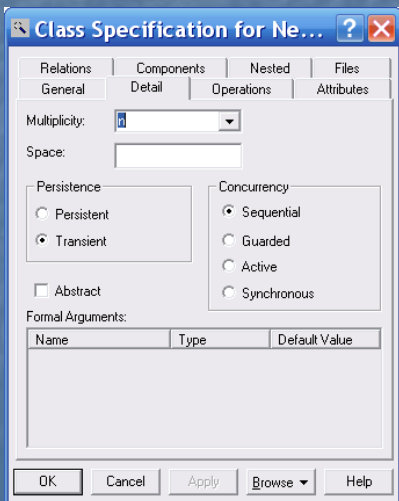 Class Specification for Ne...
Relations Components Nested Files
General Detail Operations Attributes
Multiplicity: n
Space:
Persistence
Persistent
Transient
Concurrency
Sequential
Guarded
Active
Synchronous
Abstract
Formal Arguments:
Name Type Default Value
OK Cancel Apply Browse Help